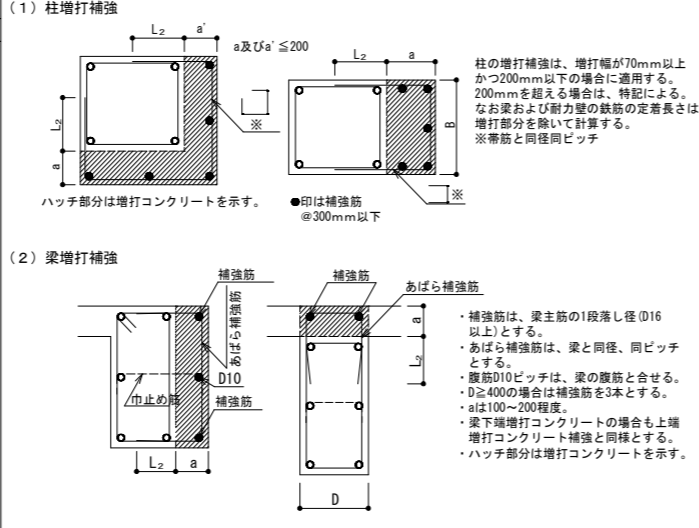 (1)柱増打補強
L2
a'
a及びa'≦200
L2
a
※
L2
a
B
※
柱の増打補強は、増打幅が70mm以上
かつ200mm以下の場合に適用する。
200mmを超える場合は、特記による。
なお梁および耐力壁の鉄筋の定着長さは
増打部分を除いて計算する。
※帯筋と同径同ピッチ
ハッチ部分は増打コンクリートを示す。
●印は補強筋
@300mm以下
(2)梁増打補強
補強筋
あばら補強筋
D10
巾止め筋
補強筋
L2
a
補強筋
あばら補強筋
a
L2
D
・補強筋は、梁主筋の1段落し径(D16
以上)とする。
・あばら補強筋は、梁と同径、同ピッチ
とする。
・腹筋D10ピッチは、梁の腹筋と合せる。
・D≧400の場合は補強筋を3本とする。
・aは100～200程度。
・梁下端増打コンクリートの場合も上端
増打コンクリート補強と同様とする。
・ハッチ部分は増打コンクリートを示す。